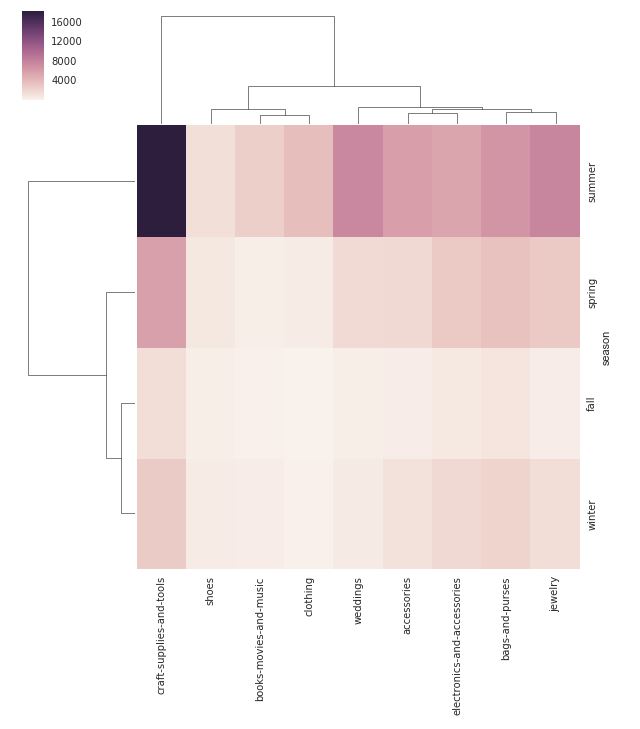 16000
12000
8000
4000
summer
spring
season
fall
winter
craft-supplies-and-tools
shoes
books-movies-and-music
clothing
weddings
accessories
electronics-and-accessories
bags-and-purses
jewelry